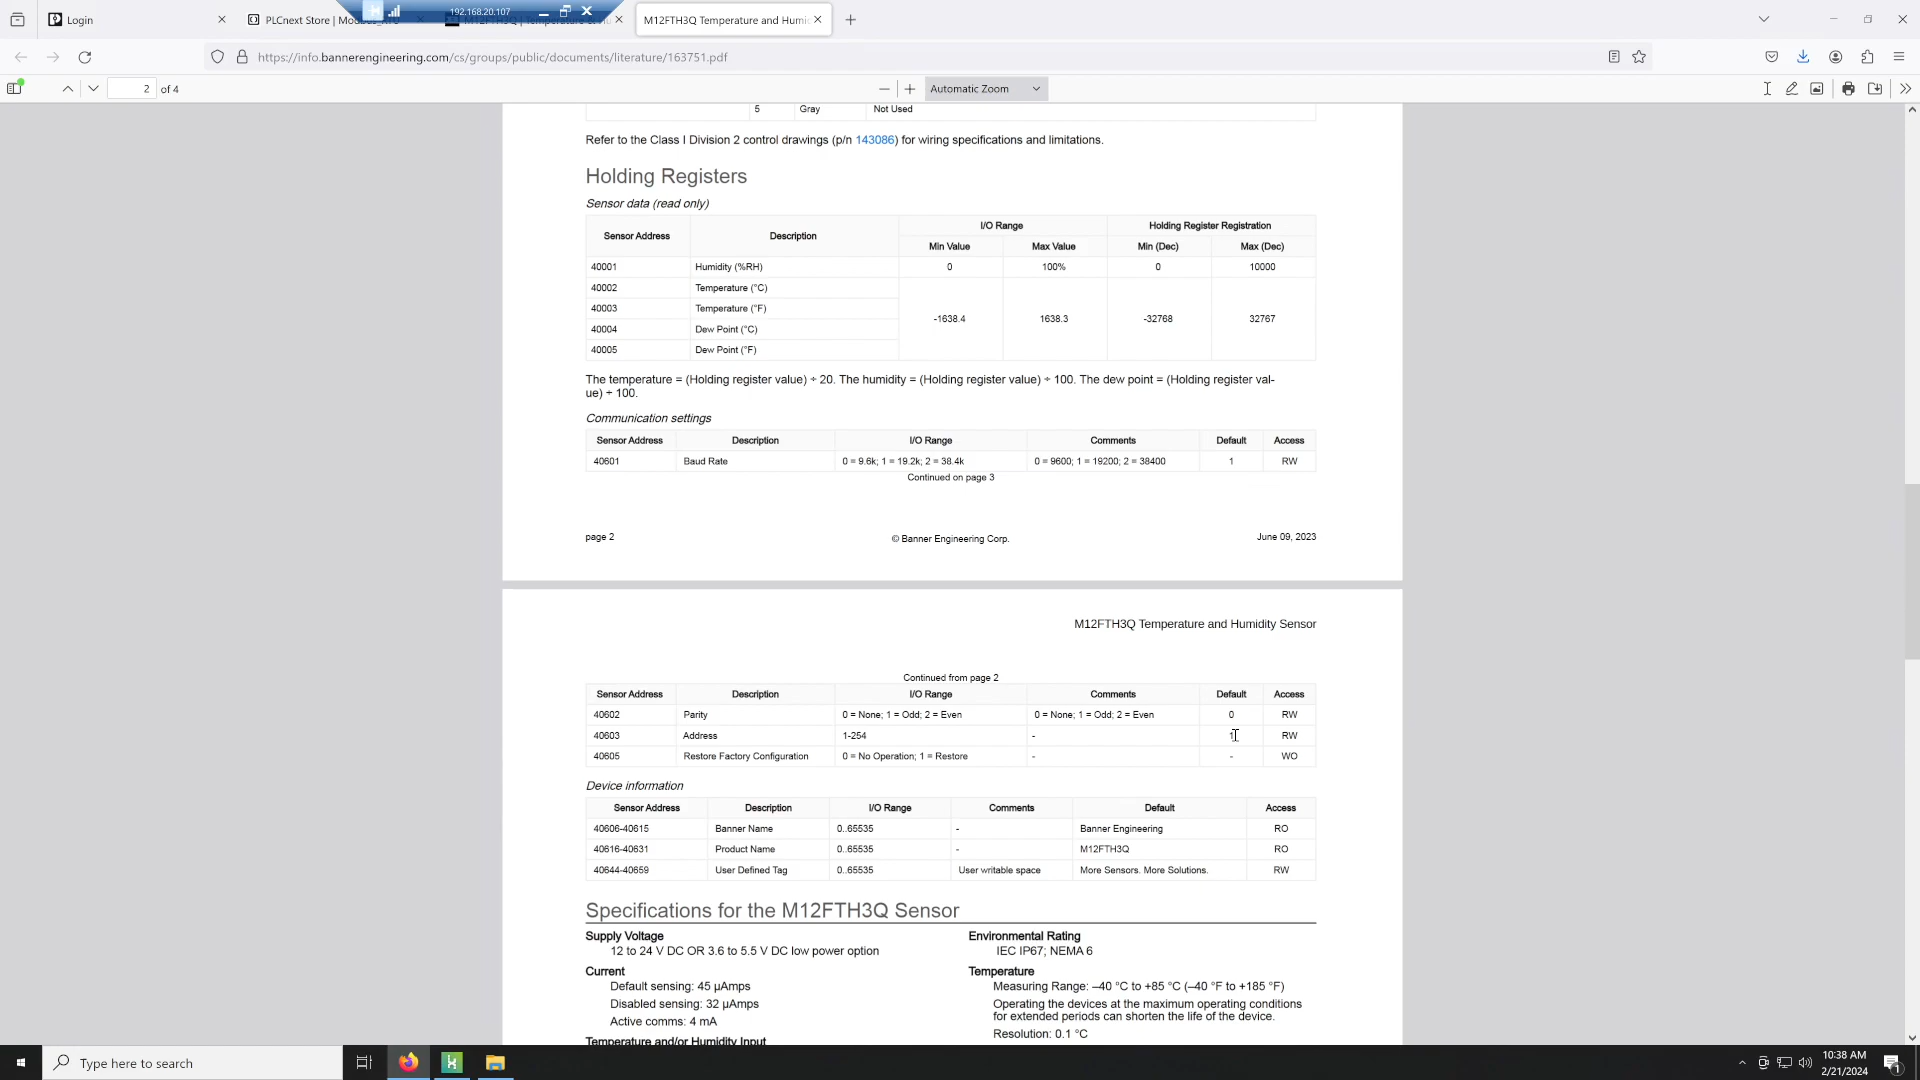 Login
PLCnext Store | Modbus_RTU
192.168.20.107
M12FTH3Q Temperature and Humi
https://info.bannerengineering.com/cs/groups/public/documents/literature/163751.pdf
2 of 4
Automatic Zoom
5 Gray Not Used
Refer to the Class I Division 2 control drawings (p/n 143086) for wiring specifications and limitations.
Holding Registers
Sensor data (read only)
Sensor Address Description I/O Range Holding Register Registration
Min Value Max Value Min (Dec) Max (Dec)
40001 Humidity (%RH) 0 100% 0 10000
40002 Temperature (°C)
40003 Temperature (°F)
-1638.4 1638.3 -32768 32767
40004 Dew Point (°C)
40005 Dew Point (°F)
The temperature = (Holding register value) ÷ 20. The humidity = (Holding register value) ÷ 100. The dew point = (Holding register val-
ue) ÷ 100.
Communication settings
Sensor Address Description I/O Range Comments Default Access
40601 Baud Rate 0 = 9.6k; 1 = 19.2k; 2 = 38.4k 0 = 9600; 1 = 19200; 2 = 38400 1 RW
Continued on page 3
page 2 © Banner Engineering Corp. June 09, 2023
M12FTH3Q Temperature and Humidity Sensor
Continued from page 2
Sensor Address Description I/O Range Comments Default Access
40602 Parity 0 = None; 1 = Odd; 2 = Even 0 = None; 1 = Odd; 2 = Even 0 RW
40603 Address 1-254 - 1 RW
40605 Restore Factory Configuration 0 = No Operation; 1 = Restore - - WO
Device information
Sensor Address Description I/O Range Comments Default Access
40606-40615 Banner Name 0..65535 - Banner Engineering RO
40616-40631 Product Name 0..65535 - M12FTH3Q RO
40644-40659 User Defined Tag 0..65535 User writable space More Sensors. More Solutions. RW
Specifications for the M12FTH3Q Sensor
Supply Voltage
12 to 24 V DC OR 3.6 to 5.5 V DC low power option
Current
Default sensing: 45 µAmps
Disabled sensing: 32 µAmps
Active comms: 4 mA
Temperature and/or Humidity Input
Environmental Rating
IEC IP67; NEMA 6
Temperature
Measuring Range: –40 °C to +85 °C (–40 °F to +185 °F)
Operating the devices at the maximum operating conditions
for extended periods can shorten the life of the device.
Resolution: 0.1 °C
Type here to search
10:38 AM
2/21/2024
1